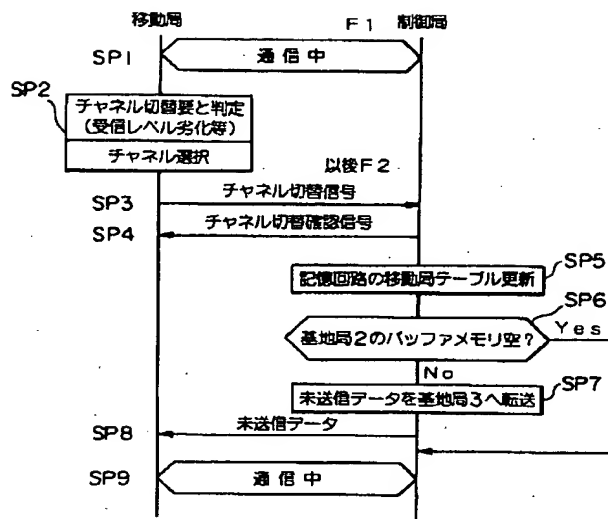 移動局
F1 制御局
SP1
通信中
SP2
チャネル切替要と判定
(受信レベル劣化等)
チャネル選択
以後F2
SP3
チャネル切替信号
SP4
チャネル切替確認信号
SP5
記憶回路の移動局テーブル更新
SP6
基地局2のバッファメモリ空?
Yes
No
SP7
未送信データを基地局3へ転送
SP8
未送信データ
SP9
通信中